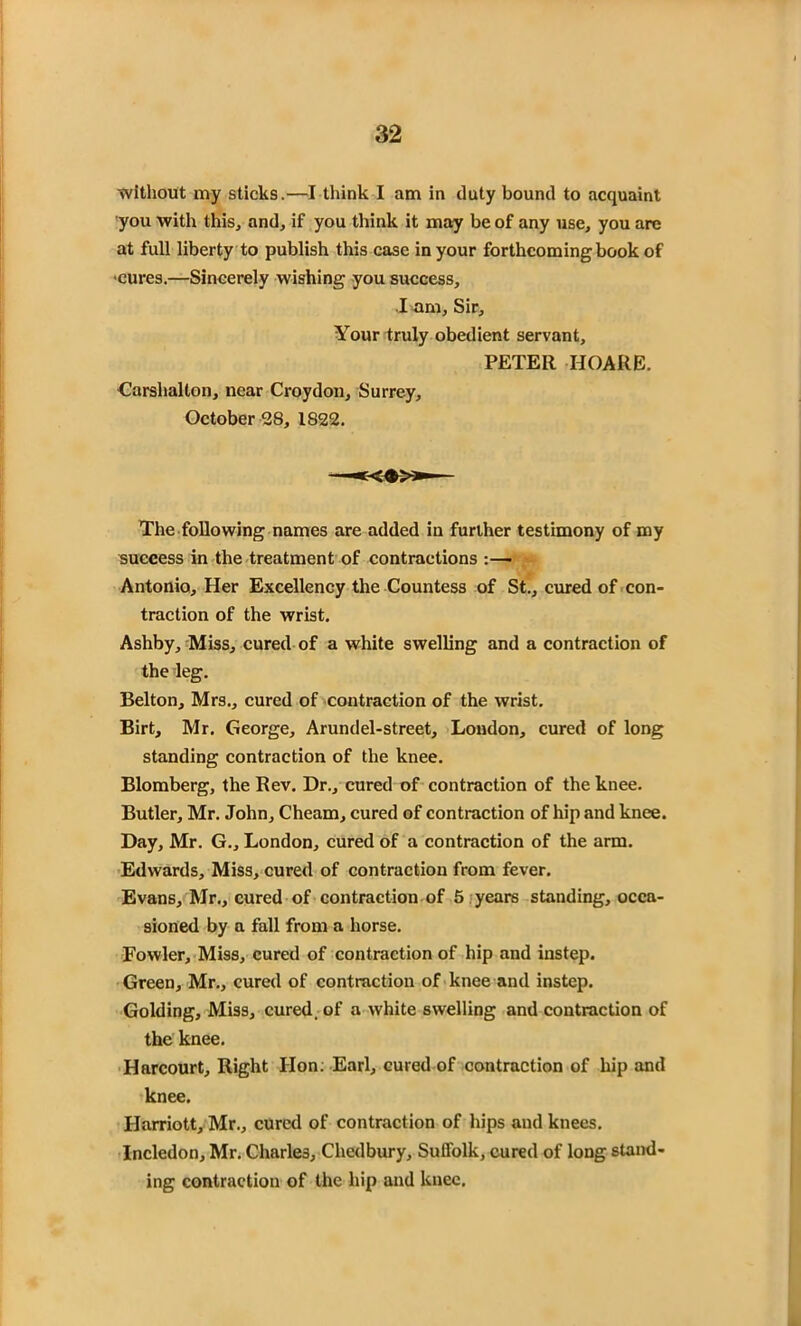 32
without my sticks.—I think I am in duty bound to acquaint
you with this, and, if you think it may be of any use, you are
at full liberty to publish this case in your forthcoming book of
cures.—Sincerely wishing you success,
I am, Sir,
Your truly obedient servant,
PETER HOARE.
Carshalton, near Croydon, Surrey,
October 28, 1822.
The following names are added in further testimony of my
success in the treatment of contractions :—
Antonio, Her Excellency the Countess of St., cured of con-
traction of the wrist.
Ashby, Miss, cured of a white swelling and a contraction of
the leg.
Belton, Mrs., cured of contraction of the wrist.
Birt, Mr. George, Arundel-street, London, cured of long
standing contraction of the knee.
Blomberg, the Rev. Dr., cured of contraction of the knee.
Butler, Mr. John, Cheam, cured of contraction of hip and knee.
Day, Mr. G., London, cured of a contraction of the arm.
Edwards, Miss, cured of contraction from fever.
Evans, Mr., cured of contraction of 5 years standing, occa-
sioned by a fall from a horse.
Fowler, Miss, cured of contraction of hip and instep.
Green, Mr., cured of contraction of knee and instep.
Golding, Miss, cured. of a white swelling and contraction of
the knee.
Harcourt, Right Hon. Earl, cured of contraction of hip and
knee.
Harriott, Mr., cured of contraction of hips and knees.
Incledon, Mr. Charles, Chedbury, Suffolk, cured of long stand-
ing contraction of the hip and knee.